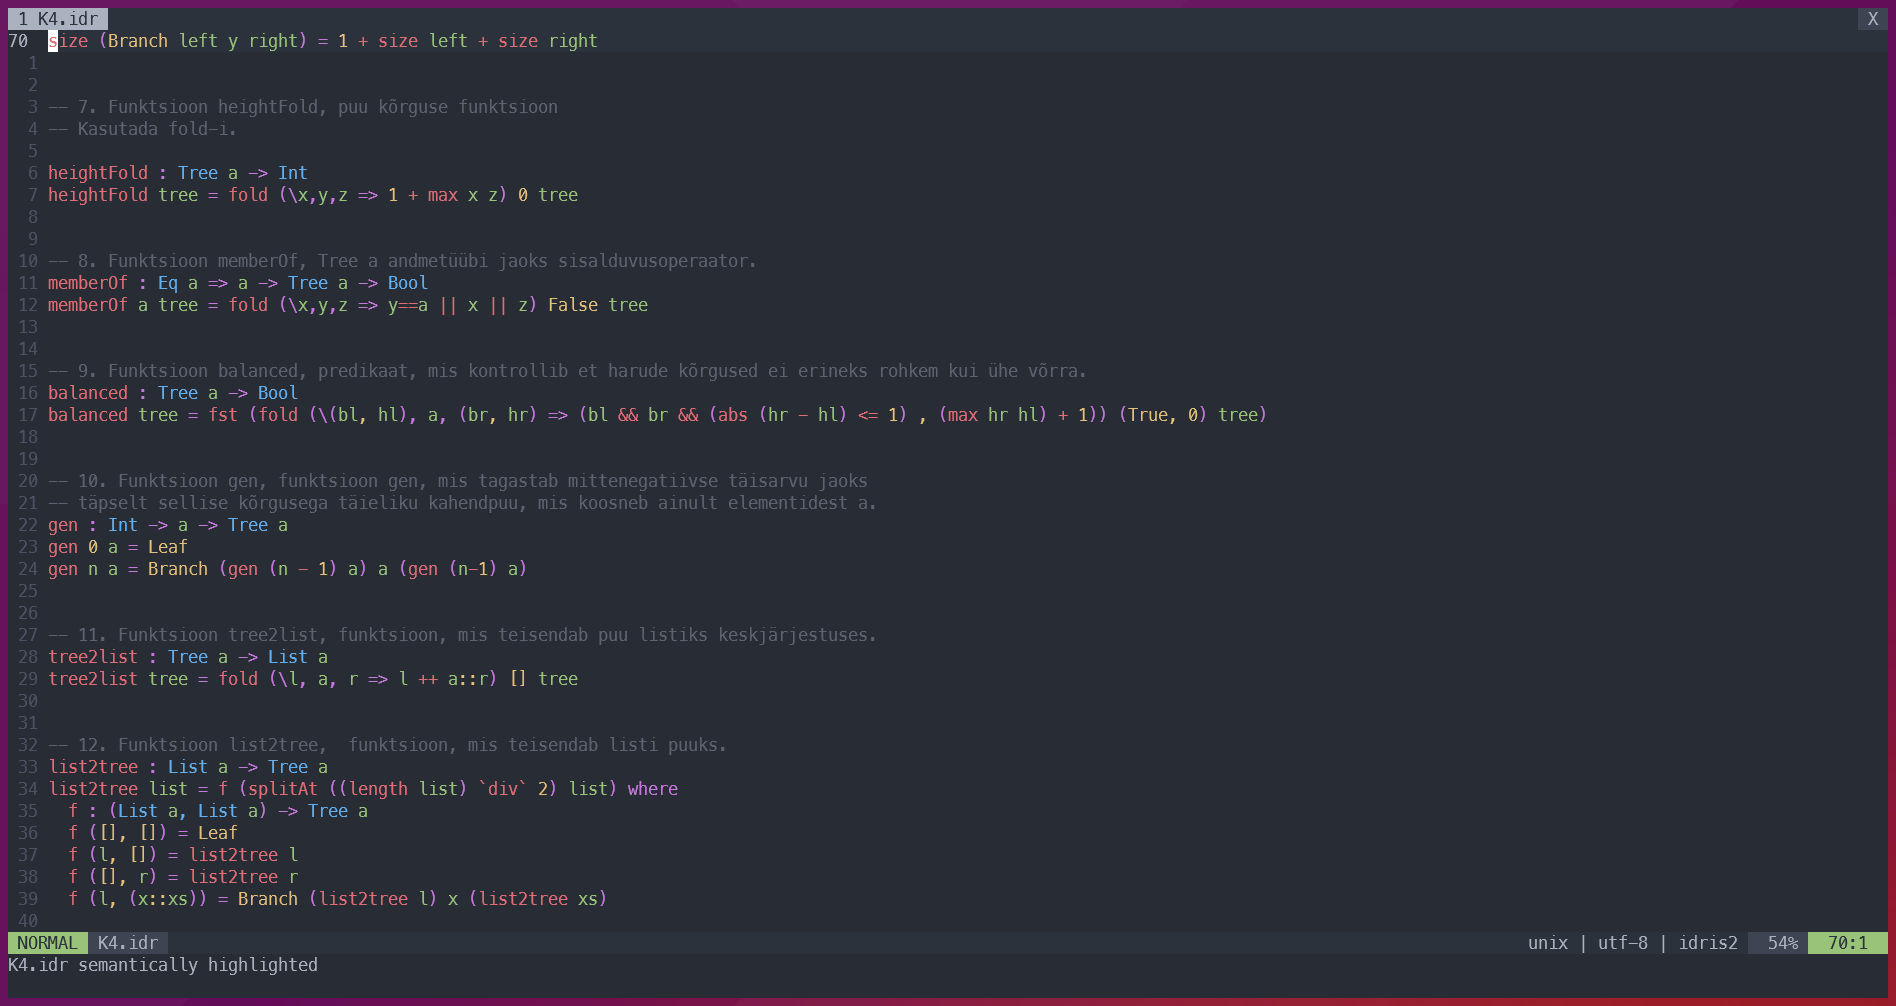 1 K4.idr X
70  size (Branch left y right) = 1 + size left + size right
  1
  2
  3 -- 7. Funktsioon heightFold, puu kõrguse funktsioon
  4 -- Kasutada fold-i.
  5
  6 heightFold : Tree a -> Int
  7 heightFold tree = fold (\x,y,z => 1 + max x z) 0 tree
  8
  9
 10 -- 8. Funktsioon memberOf, Tree a andmetüübi jaoks sisalduvusoperaator.
 11 memberOf : Eq a => a -> Tree a -> Bool
 12 memberOf a tree = fold (\x,y,z => y==a || x || z) False tree
 13
 14
 15 -- 9. Funktsioon balanced, predikaat, mis kontrollib et harude kõrgused ei erineks rohkem kui ühe võrra.
 16 balanced : Tree a -> Bool
 17 balanced tree = fst (fold (\(bl, hl), a, (br, hr) => (bl && br && (abs (hr - hl) <= 1) , (max hr hl) + 1)) (True, 0) tree)
 18
 19
 20 -- 10. Funktsioon gen, funktsioon gen, mis tagastab mittenegatiivse täisarvu jaoks
 21 -- täpselt sellise kõrgusega täieliku kahendpuu, mis koosneb ainult elementidest a.
 22 gen : Int -> a -> Tree a
 23 gen 0 a = Leaf
 24 gen n a = Branch (gen (n - 1) a) a (gen (n-1) a)
 25
 26
 27 -- 11. Funktsioon tree2list, funktsioon, mis teisendab puu listiks keskjärjestuses.
 28 tree2list : Tree a -> List a
 29 tree2list tree = fold (\l, a, r => l ++ a::r) [] tree
 30
 31
 32 -- 12. Funktsioon list2tree,  funktsioon, mis teisendab listi puuks.
 33 list2tree : List a -> Tree a
 34 list2tree list = f (splitAt ((length list) `div` 2) list) where
 35   f : (List a, List a) -> Tree a
 36   f ([], []) = Leaf
 37   f (l, []) = list2tree l
 38   f ([], r) = list2tree r
 39   f (l, (x::xs)) = Branch (list2tree l) x (list2tree xs)
 40
NORMAL K4.idr unix | utf-8 | idris2 54% 70:1
K4.idr semantically highlighted